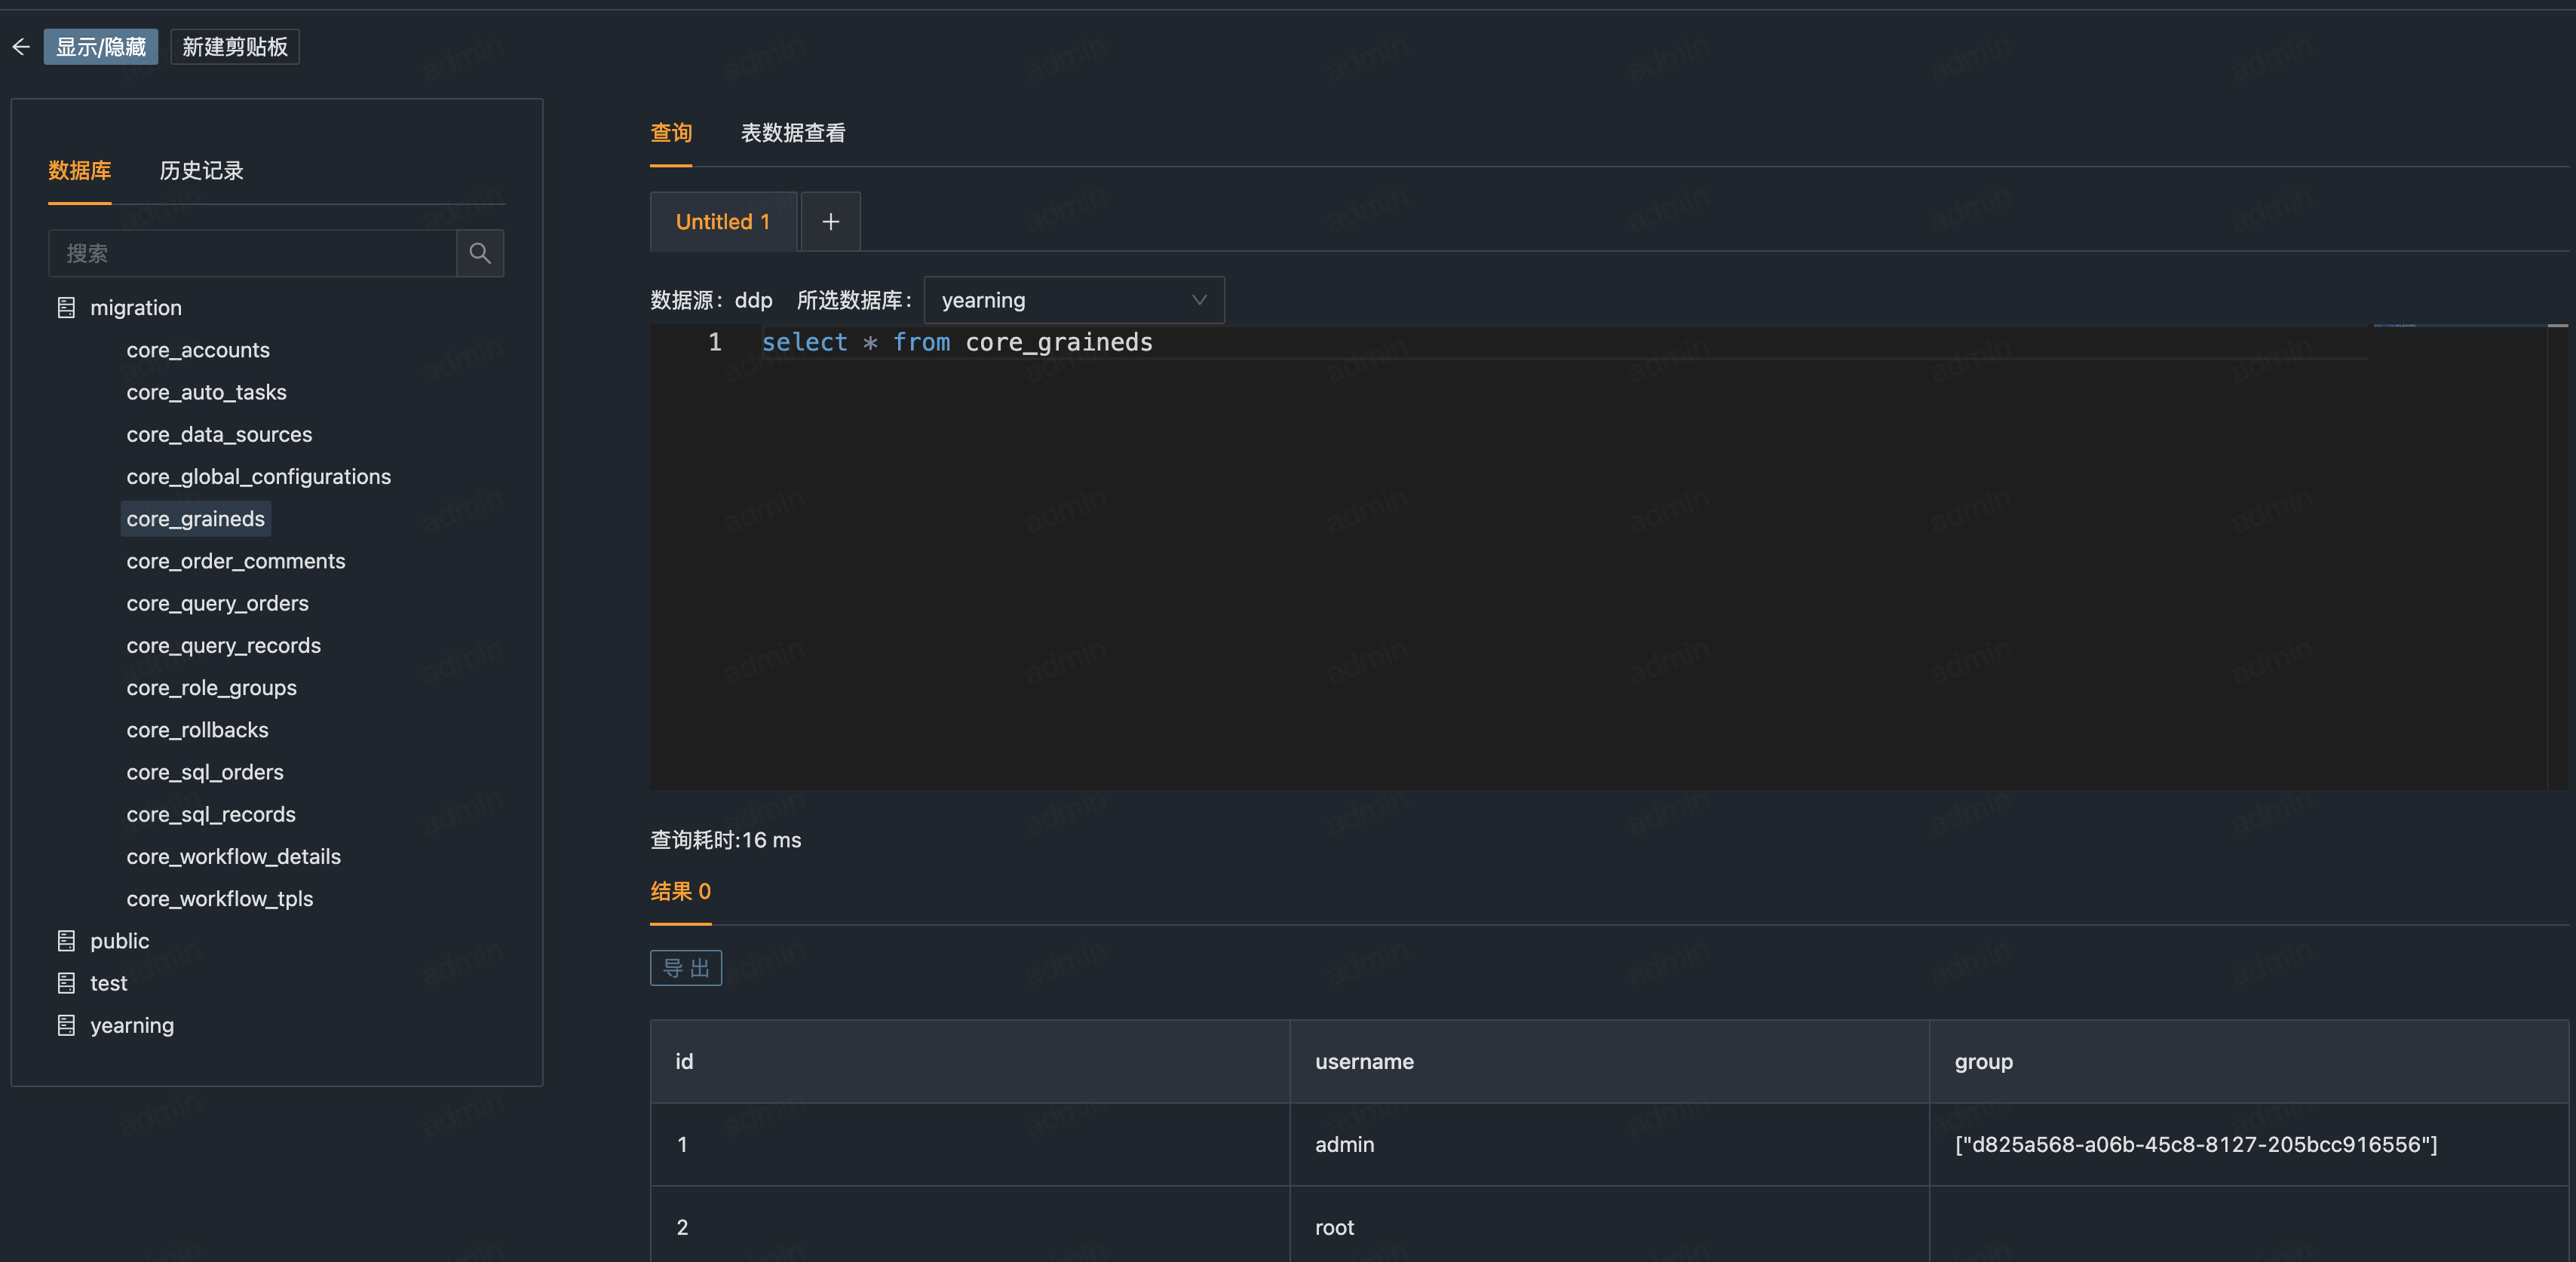 显示/隐藏 新建剪贴板
数据库 历史记录
搜索
migration
core_accounts
core_auto_tasks
core_data_sources
core_global_configurations
core_graineds
core_order_comments
core_query_orders
core_query_records
core_role_groups
core_rollbacks
core_sql_orders
core_sql_records
core_workflow_details
core_workflow_tpls
public
test
yearning
查询 表数据查看
Untitled 1 +
数据源：ddp 所选数据库： yearning
1 select * from core_graineds
查询耗时:16 ms
结果 0
导 出
id username group
1 admin ["d825a568-a06b-45c8-8127-205bcc916556"]
2 root
admin